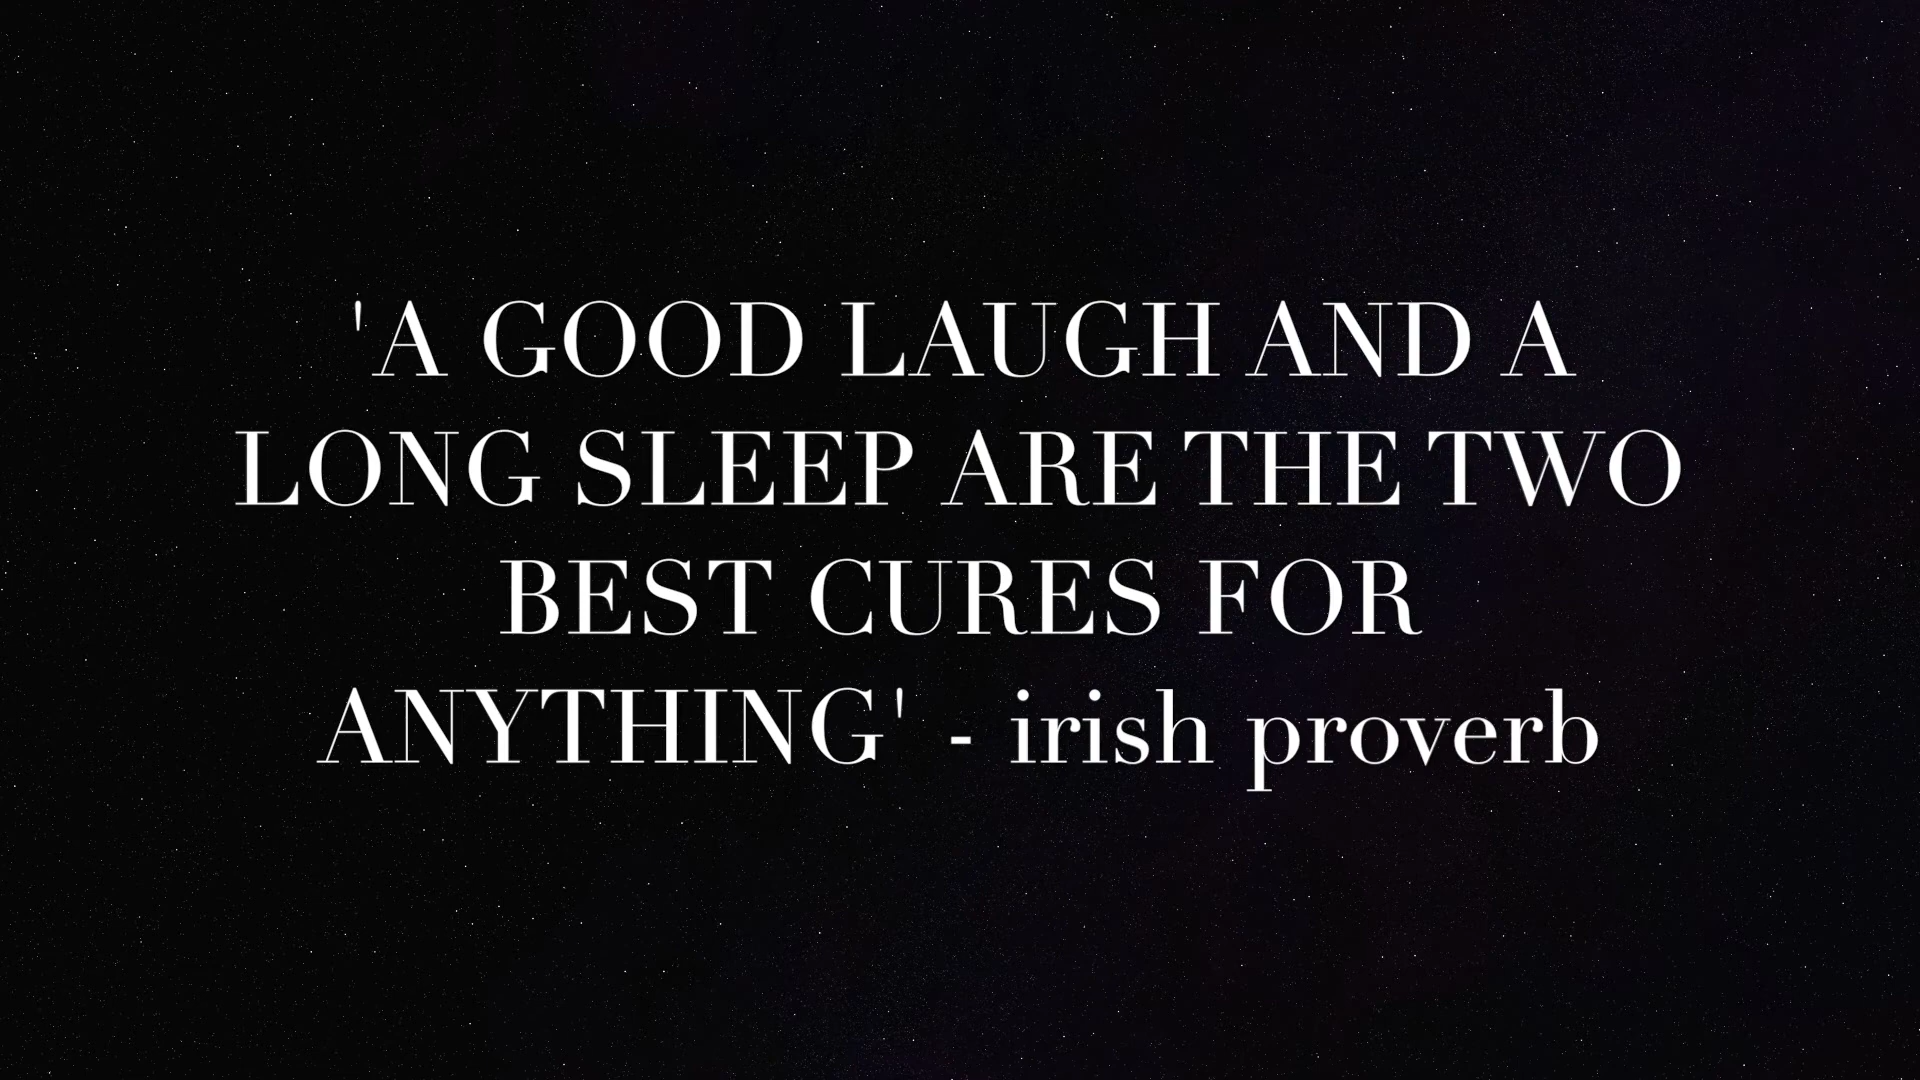 'A GOOD LAUGH AND A
LONG SLEEP ARE THE TWO
BEST CURES FOR
ANYTHING' - irish proverb